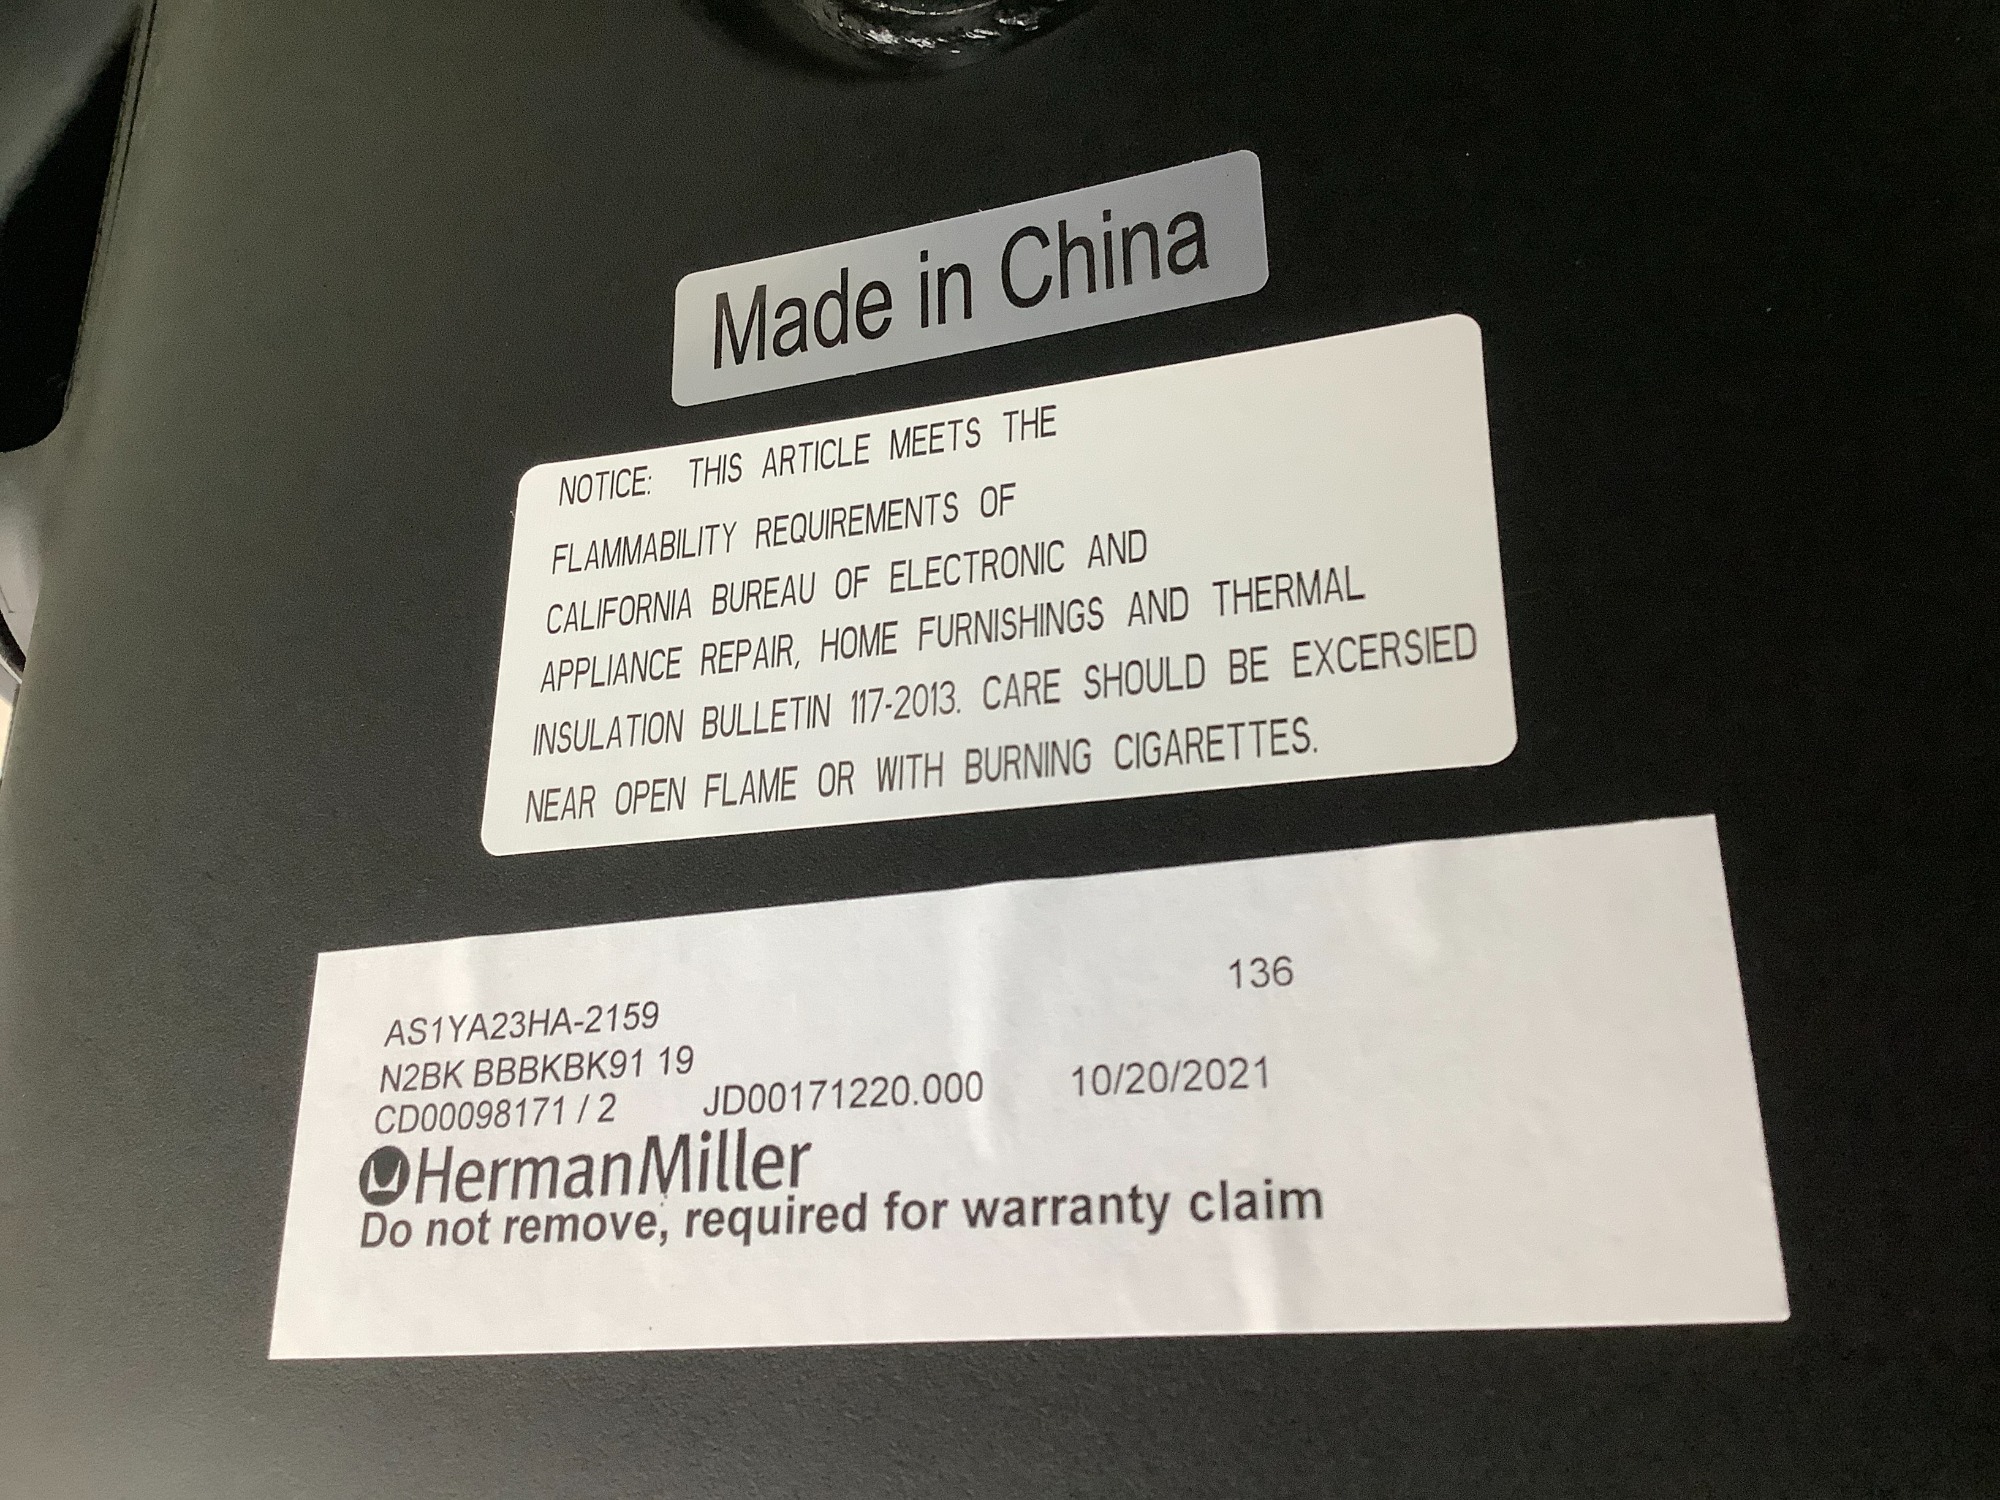 Made in China
NOTICE: THIS ARTICLE MEETS THE
FLAMMABILITY REQUIREMENTS OF
CALIFORNIA BUREAU OF ELECTRONIC AND
APPLIANCE REPAIR, HOME FURNISHINGS AND THERMAL
INSULATION BULLETIN 117-2013. CARE SHOULD BE EXCERSIED
NEAR OPEN FLAME OR WITH BURNING CIGARETTES.
136
AS1YA23HA-2159
N2BK BBBKBK91 19
CD00098171 / 2 JD00171220.000 10/20/2021
HermanMiller
Do not remove, required for warranty claim